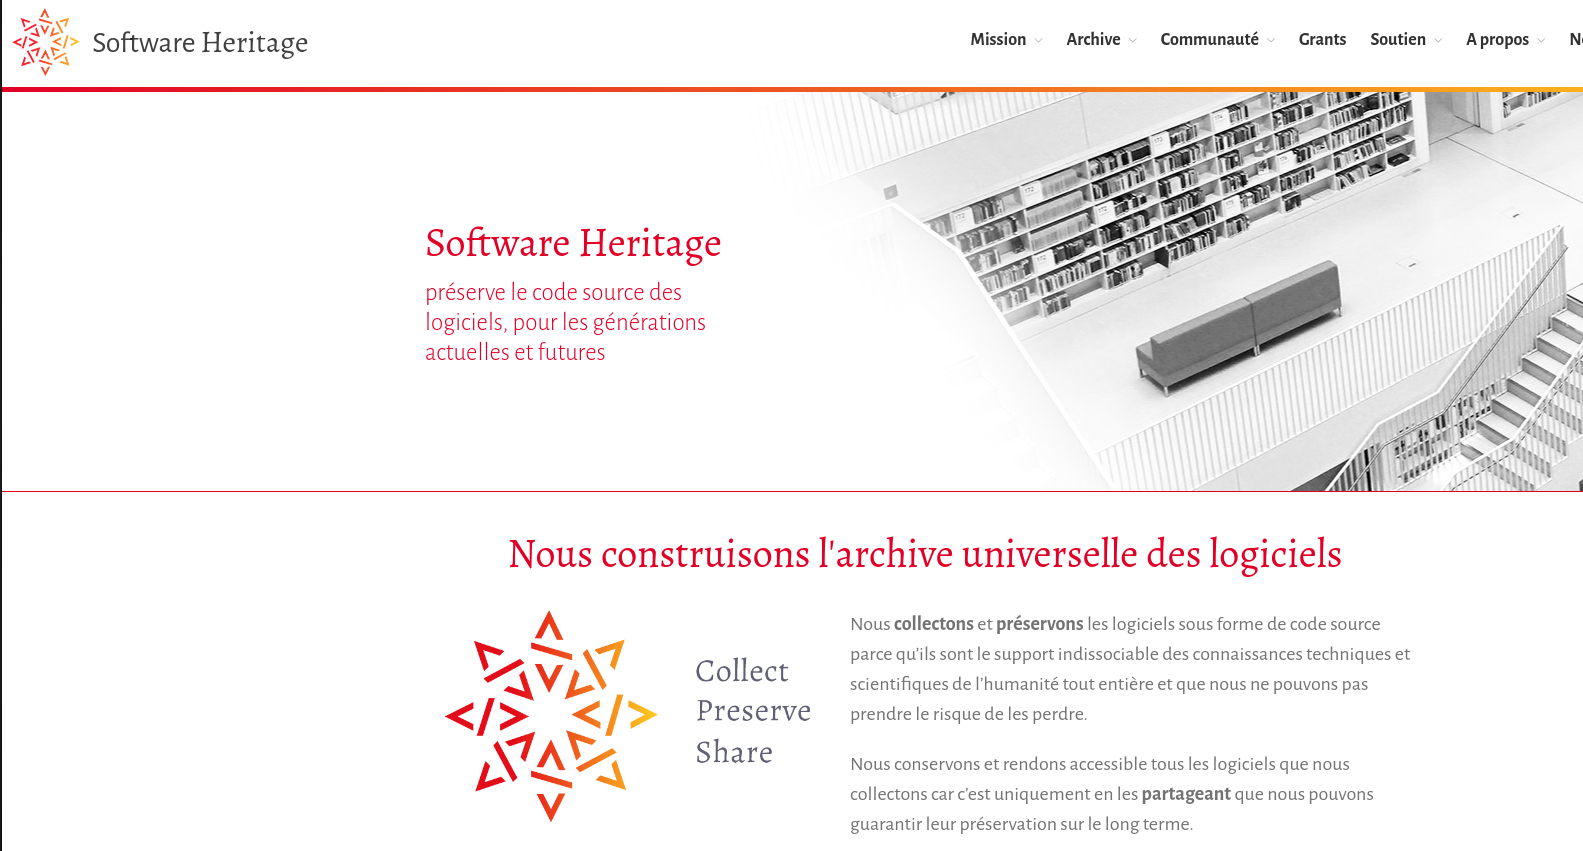 Software Heritage
Mission
Archive
Communauté
Grants
Soutien
A propos
Software Heritage
préserve le code source des
logiciels, pour les générations
actuelles et futures
Nous construisons l'archive universelle des logiciels
Collect
Preserve
Share
Nous collectons et préservons les logiciels sous forme de code source
parce qu’ils sont le support indissociable des connaissances techniques et
scientifiques de l’humanité tout entière et que nous ne pouvons pas
prendre le risque de les perdre.
Nous conservons et rendons accessible tous les logiciels que nous
collectons car c’est uniquement en les partageant que nous pouvons
guarantir leur préservation sur le long terme.